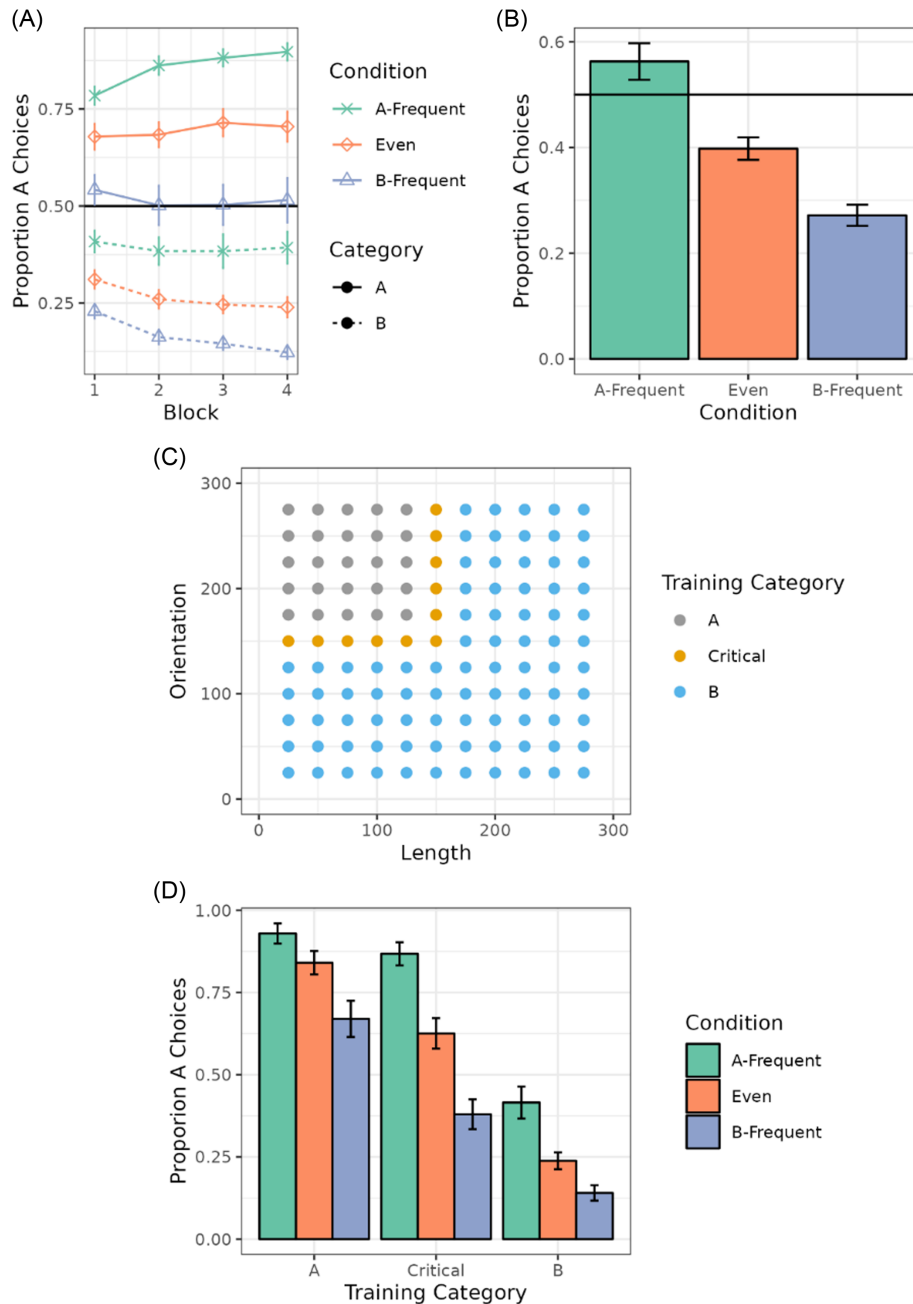 (A)
Proportion A Choices
0.75
0.50
0.25
1 2 3 4
Block
Condition
A-Frequent
Even
B-Frequent
Category
A
B
(B)
Proportion A Choices
0.6
0.4
0.2
0.0
A-Frequent Even B-Frequent
Condition
(C)
Orientation
300
200
100
0
0 100 200 300
Length
Training Category
A
Critical
B
(D)
Proporion A Choices
1.00
0.75
0.50
0.25
0.00
A Critical B
Training Category
Condition
A-Frequent
Even
B-Frequent